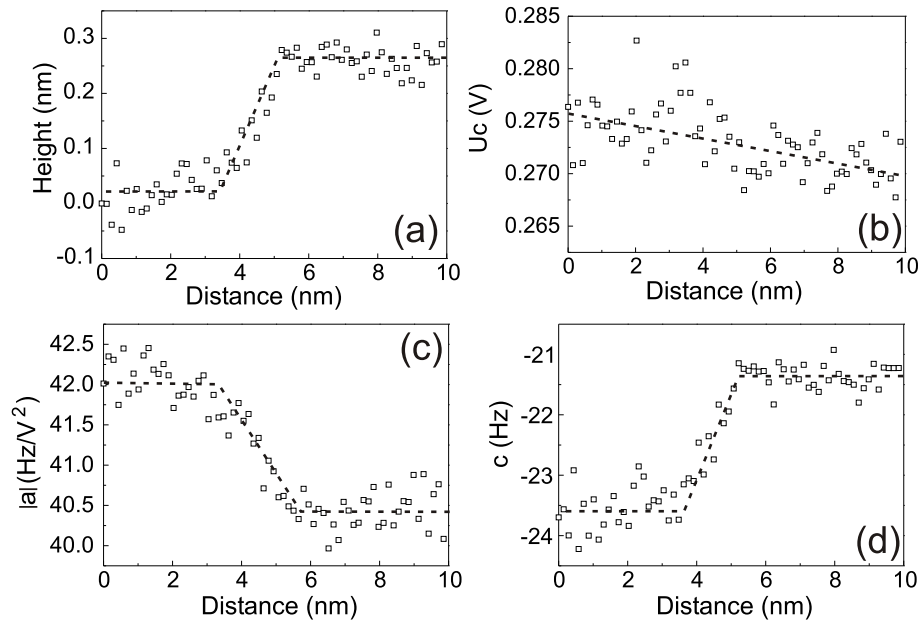 0.3
0.2
0.1
0.0
-0.1
Height (nm)
0 2 4 6 8 10
Distance (nm)
(a)
0.285
0.280
0.275
0.270
0.265
Uc (V)
0 2 4 6 8 10
Distance (nm)
(b)
42.5
42.0
41.5
41.0
40.5
40.0
|a|(Hz/V²)
0 2 4 6 8 10
Distance (nm)
(c)
-21
-22
-23
-24
c (Hz)
0 2 4 6 8 10
Distance (nm)
(d)